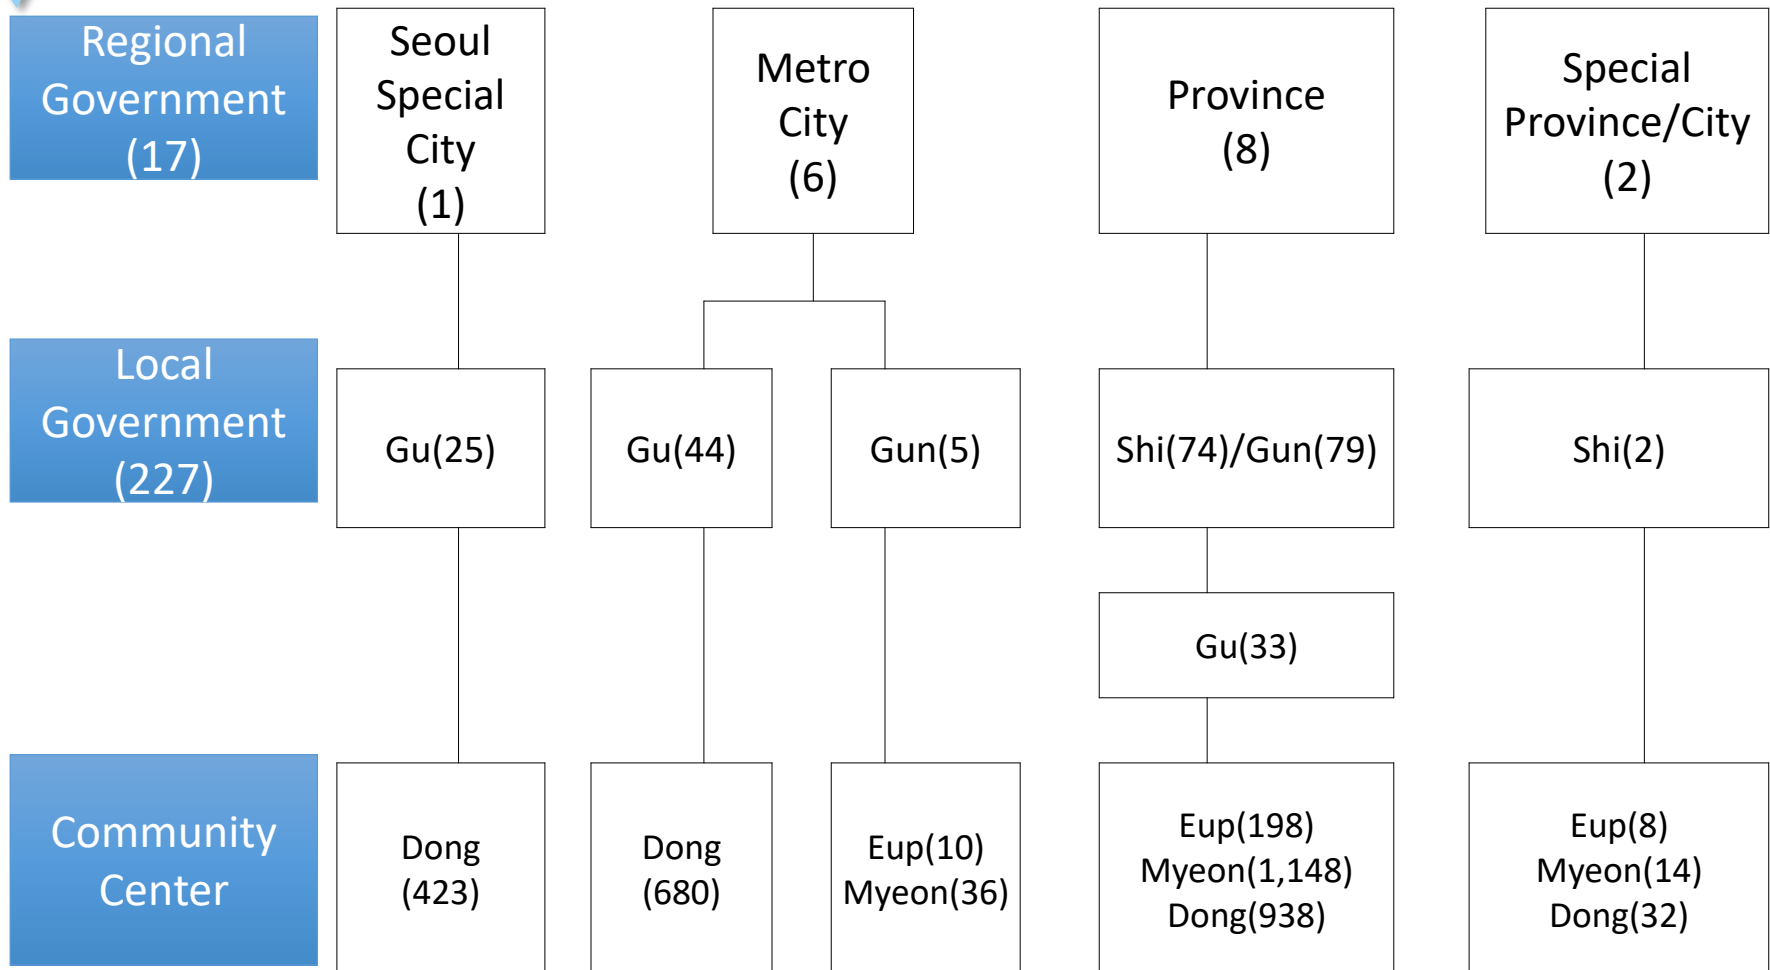 Regional
Government
(17)
Seoul
Special
City
(1)
Metro
City
(6)
Province
(8)
Special
Province/City
(2)
Local
Government
(227)
Gu(25)
Gu(44)
Gun(5)
Shi(74)/Gun(79)
Shi(2)
Gu(33)
Community
Center
Dong
(423)
Dong
(680)
Eup(10)
Myeon(36)
Eup(198)
Myeon(1,148)
Dong(938)
Eup(8)
Myeon(14)
Dong(32)